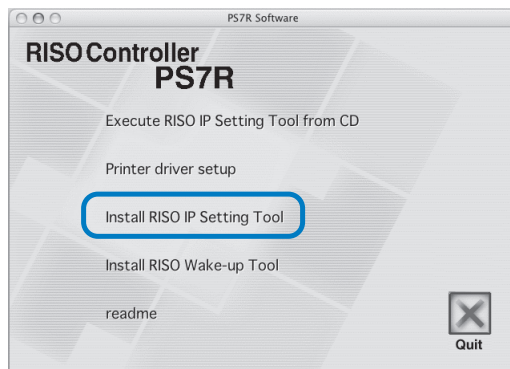 PS7R Software
RISO Controller
PS7R
Execute RISO IP Setting Tool from CD
Printer driver setup
Install RISO IP Setting Tool
Install RISO Wake-up Tool
readme
Quit